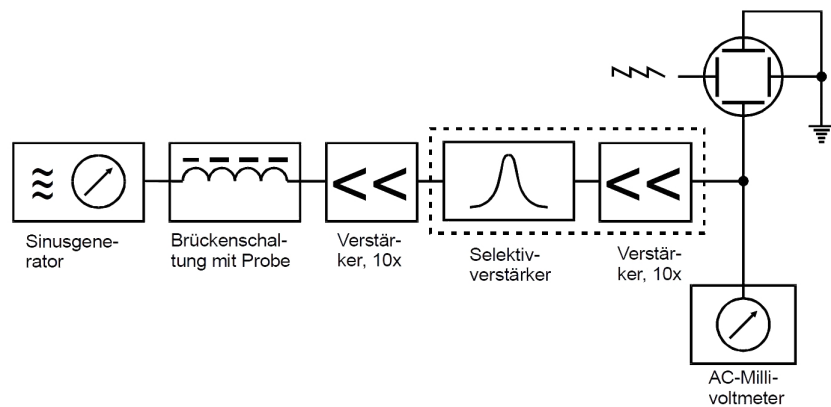 Sinusgene-
rator
Brückenschal-
tung mit Probe
Verstär-
ker, 10x
Selektiv-
verstärker
Verstär-
ker, 10x
AC-Milli-
voltmeter